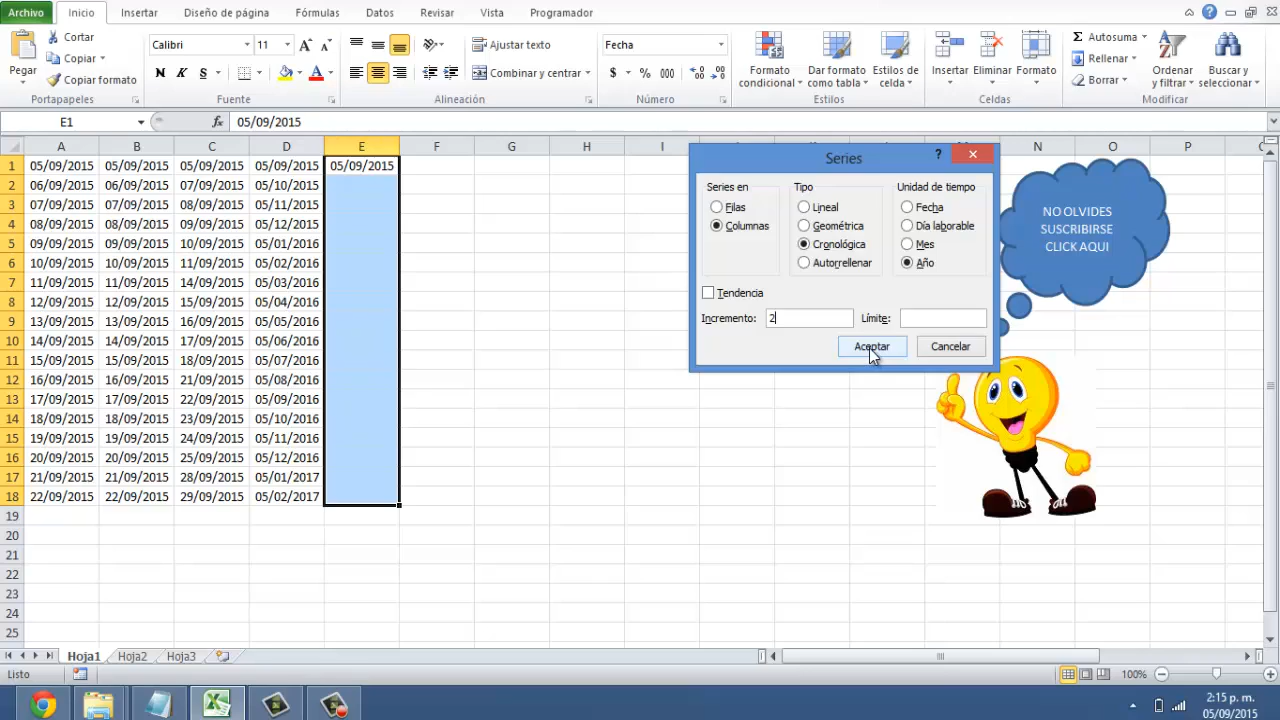 Archivo Inicio Insertar Diseño de página Fórmulas Datos Revisar Vista Programador
Pegar
Cortar
Copiar
Copiar formato
Portapapeles
Calibri 11
N K S
Fuente
Ajustar texto
Combinar y centrar
Alineación
Fecha
$ % 000
Número
Formato condicional
Dar formato como tabla
Estilos de celda
Estilos
Insertar Eliminar Formato
Celdas
Autosuma
Rellenar
Borrar
Ordenar y filtrar
Buscar y seleccionar
Modificar
E1 fx 05/09/2015
A B C D E F G H I N O P
1 05/09/2015 05/09/2015 05/09/2015 05/09/2015 05/09/2015
2 06/09/2015 06/09/2015 07/09/2015 05/10/2015
3 07/09/2015 07/09/2015 08/09/2015 05/11/2015
4 08/09/2015 08/09/2015 09/09/2015 05/12/2015
5 09/09/2015 09/09/2015 10/09/2015 05/01/2016
6 10/09/2015 10/09/2015 11/09/2015 05/02/2016
7 11/09/2015 11/09/2015 14/09/2015 05/03/2016
8 12/09/2015 12/09/2015 15/09/2015 05/04/2016
9 13/09/2015 13/09/2015 16/09/2015 05/05/2016
10 14/09/2015 14/09/2015 17/09/2015 05/06/2016
11 15/09/2015 15/09/2015 18/09/2015 05/07/2016
12 16/09/2015 16/09/2015 21/09/2015 05/08/2016
13 17/09/2015 17/09/2015 22/09/2015 05/09/2016
14 18/09/2015 18/09/2015 23/09/2015 05/10/2016
15 19/09/2015 19/09/2015 24/09/2015 05/11/2016
16 20/09/2015 20/09/2015 25/09/2015 05/12/2016
17 21/09/2015 21/09/2015 28/09/2015 05/01/2017
18 22/09/2015 22/09/2015 29/09/2015 05/02/2017
19
20
21
22
23
24
25
Series ?
Series en
Filas
Columnas
Tipo
Lineal
Geométrica
Cronológica
Autorrellenar
Unidad de tiempo
Fecha
Día laborable
Mes
Año
Tendencia
Incremento: 2 Límite:
Aceptar Cancelar
NO OLVIDES
SUSCRIBIRSE
CLICK AQUI
Hoja1 Hoja2 Hoja3
Listo 100%
2:15 p. m.
05/09/2015